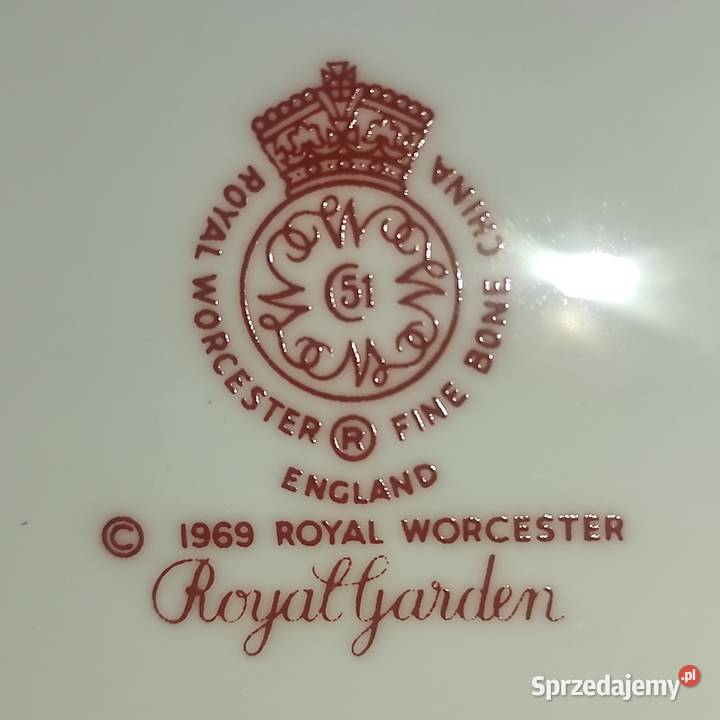 ROYAL WORCESTER ® FINE BONE CHINA
51
ENGLAND
© 1969 ROYAL WORCESTER
Royal Garden
Sprzedajemy.pl